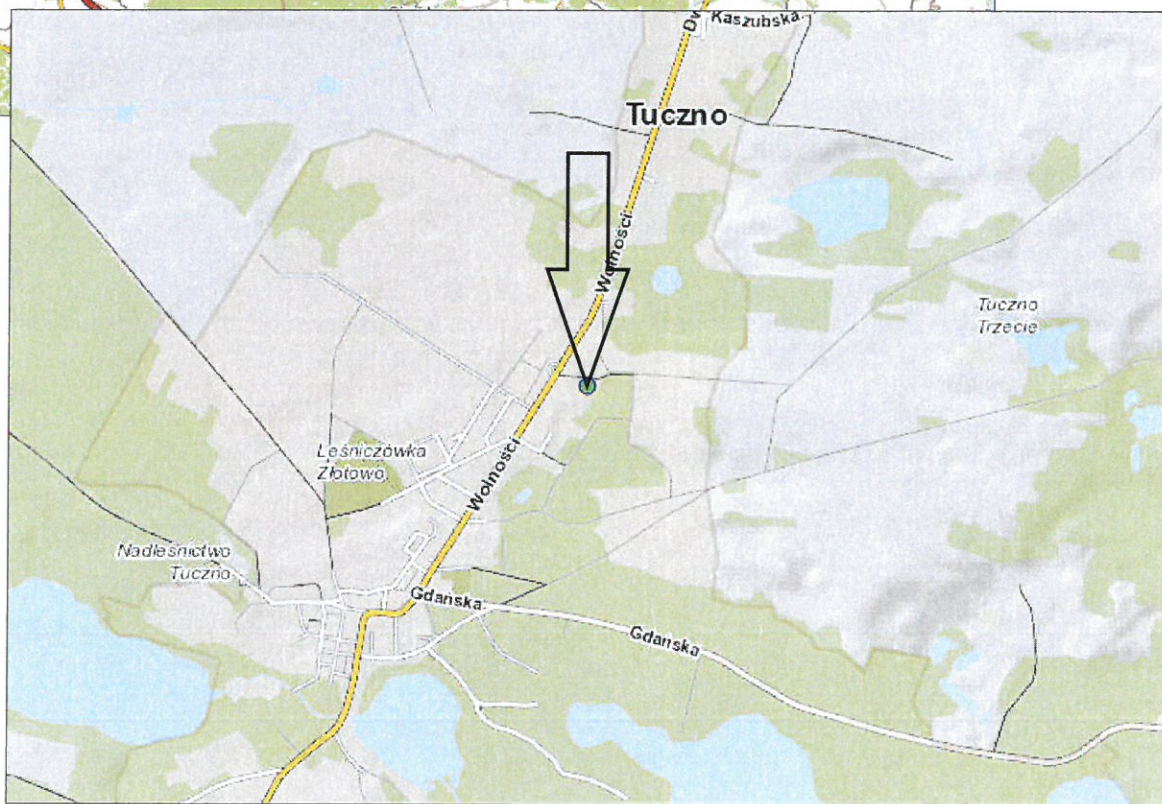 Kaszubska
Tuczno
Wolności
Tuczno
Trzecie
Leśniczówka
Złotowo
Wolności
Nadleśnictwo
Tuczno
Gdańska
Gdańska